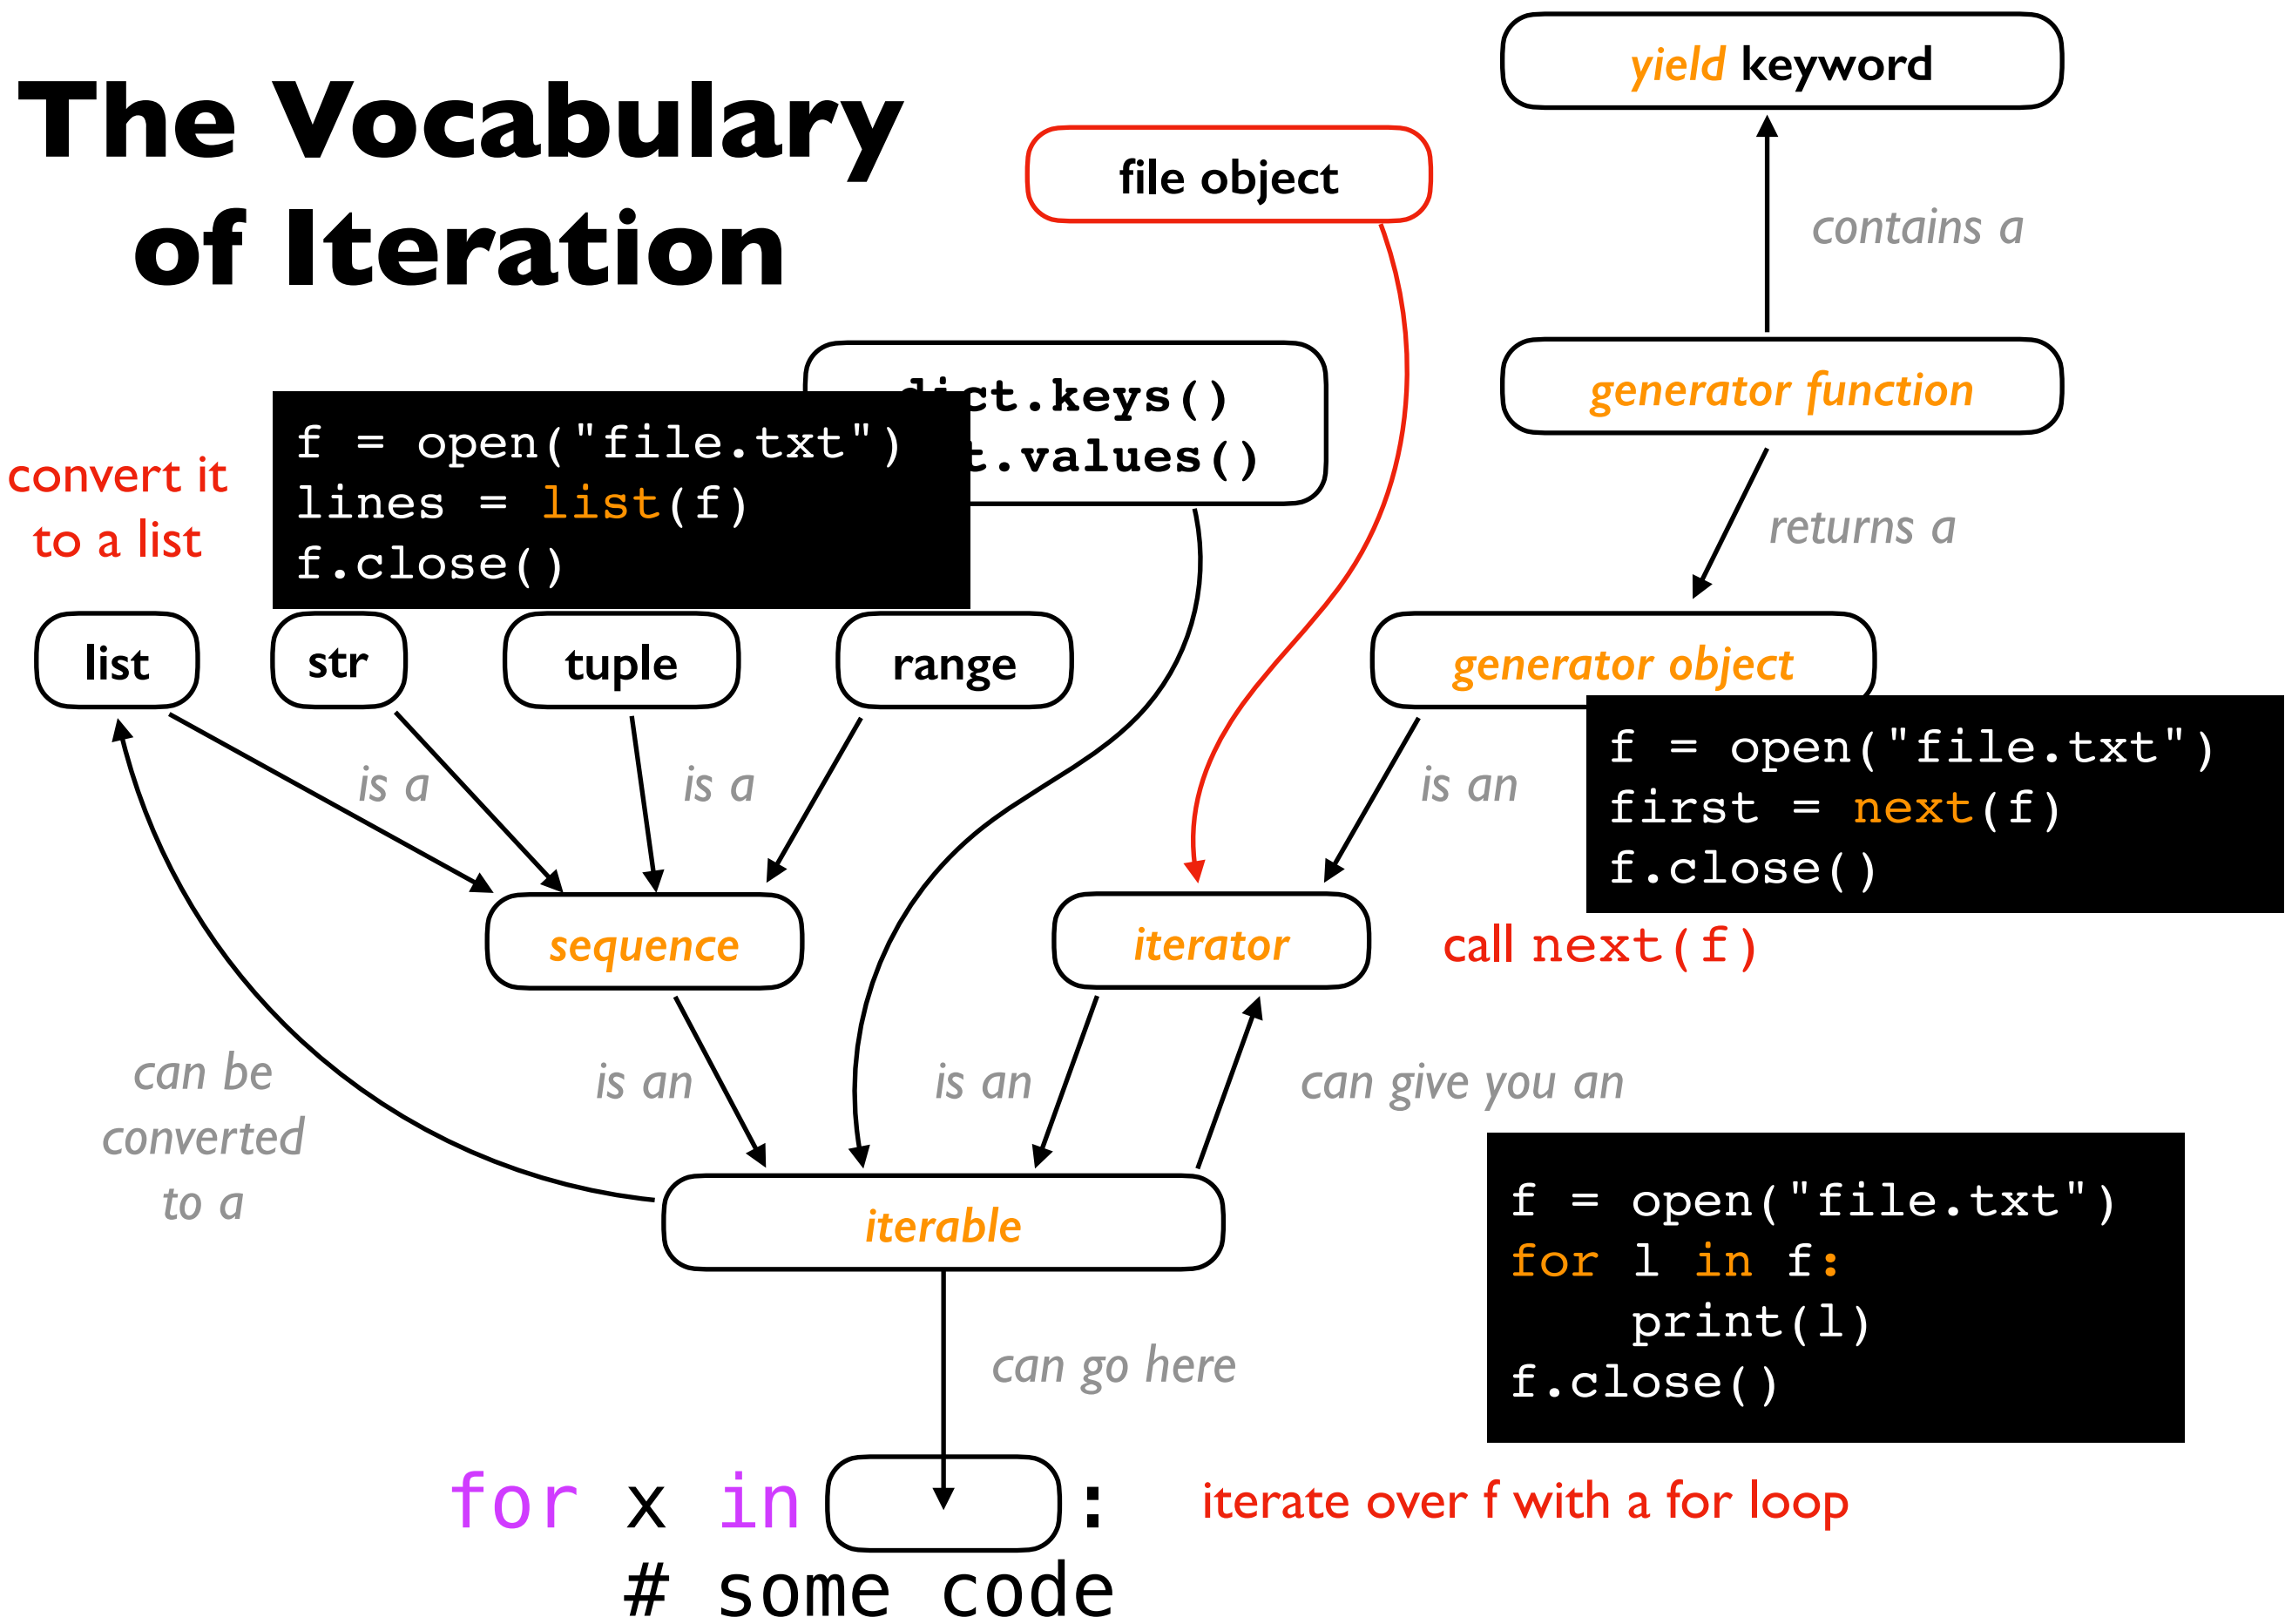 The Vocabulary
of Iteration
yield keyword
file object
contains a
generator function
.keys()
.values()
f = open("file.txt")
lines = list(f)
f.close()
convert it
to a list
returns a
list
str
tuple
range
generator object
is a
is a
is an
f = open("file.txt")
first = next(f)
f.close()
sequence
iterator
call next(f)
can be
converted
to a
is an
is an
can give you an
iterable
f = open("file.txt")
for l in f:
    print(l)
f.close()
can go here
for x in :
# some code
iterate over f with a for loop